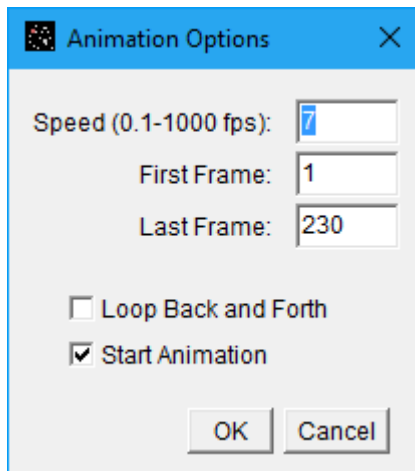 Animation Options
Speed (0.1-1000 fps): 7
First Frame: 1
Last Frame: 230
Loop Back and Forth
Start Animation
OK Cancel